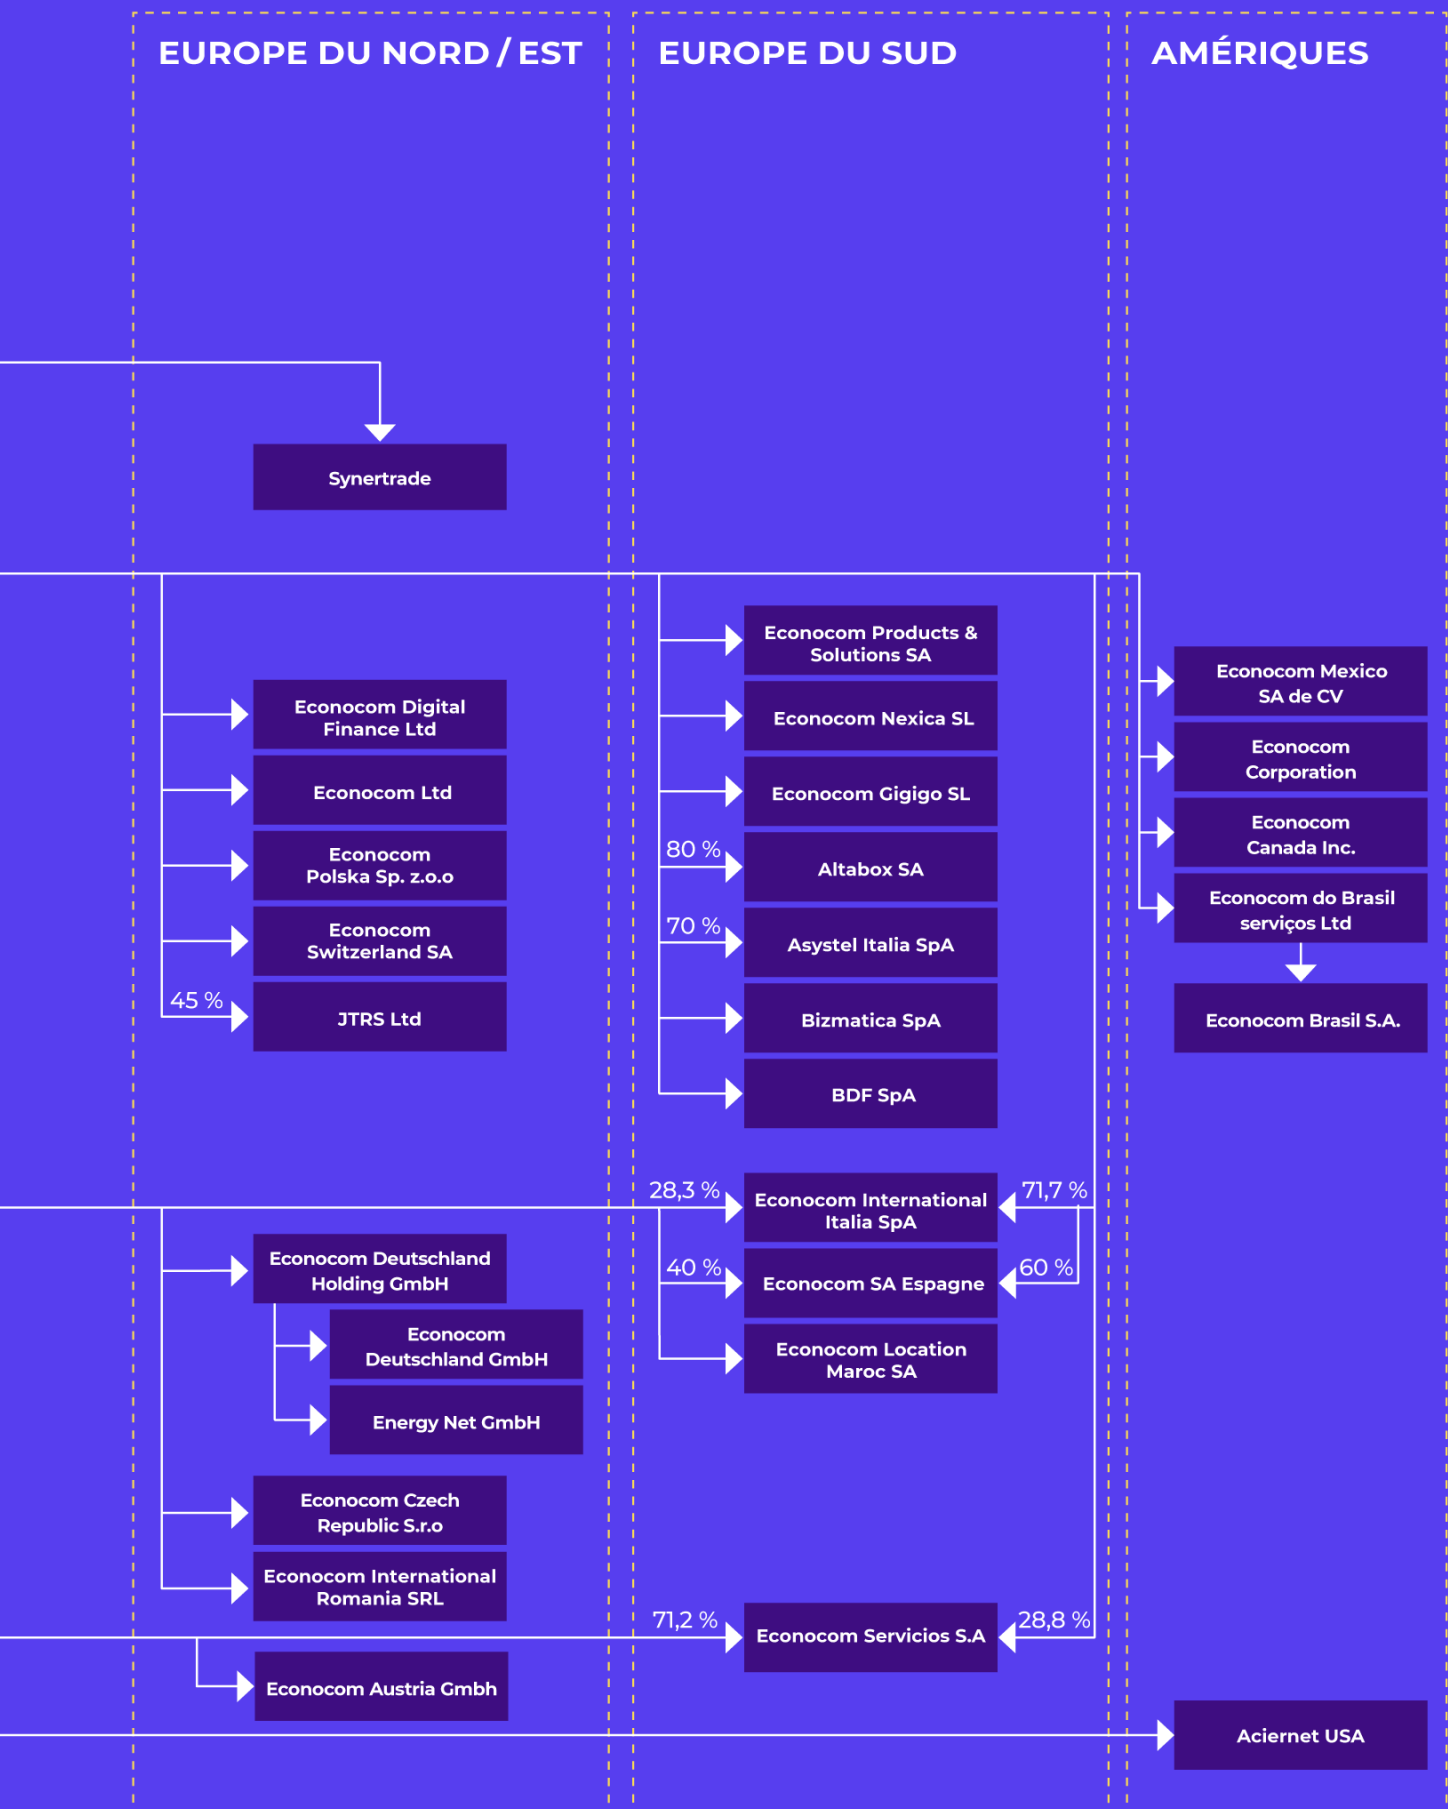 EUROPE DU NORD / EST
Synertrade
Econocom Digital
Finance Ltd
Econocom Ltd
Econocom
Polska Sp. z.o.o
Econocom
Switzerland SA
45 %
JTRS Ltd
Econocom Deutschland
Holding GmbH
Econocom
Deutschland GmbH
Energy Net GmbH
Econocom Czech
Republic S.r.o
Econocom International
Romania SRL
Econocom Austria Gmbh
EUROPE DU SUD
Econocom Products &
Solutions SA
Econocom Nexica SL
Econocom Gigigo SL
80 %
Altabox SA
70 %
Asystel Italia SpA
Bizmatica SpA
BDF SpA
28,3 %
Econocom International
Italia SpA
71,7 %
40 %
Econocom SA Espagne
60 %
Econocom Location
Maroc SA
71,2 %
Econocom Servicios S.A
28,8 %
AMÉRIQUES
Econocom Mexico
SA de CV
Econocom
Corporation
Econocom
Canada Inc.
Econocom do Brasil
serviços Ltd
Econocom Brasil S.A.
Aciernet USA